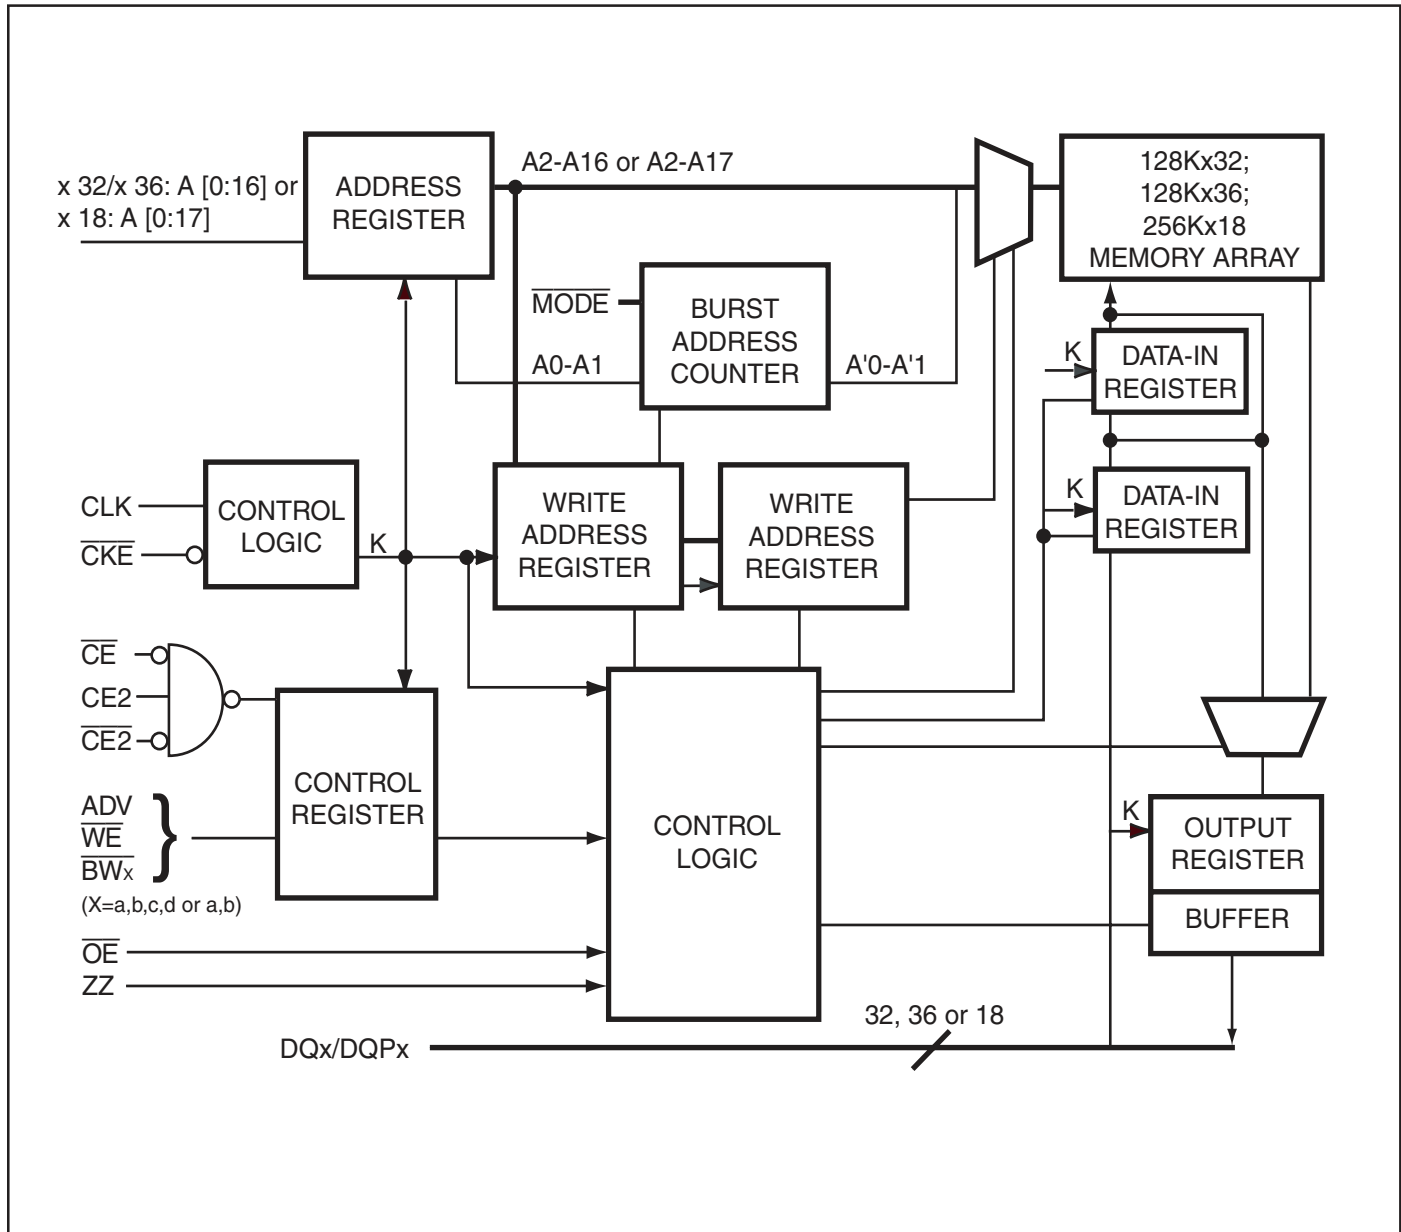 x 32/x 36: A [0:16] or
x 18: A [0:17]
ADDRESS
REGISTER
A2-A16 or A2-A17
128Kx32;
128Kx36;
256Kx18
MEMORY ARRAY
MODE
BURST
ADDRESS
COUNTER
A0-A1
A'0-A'1
K
DATA-IN
REGISTER
K
DATA-IN
REGISTER
CLK
CKE
CONTROL
LOGIC
K
WRITE
ADDRESS
REGISTER
WRITE
ADDRESS
REGISTER
CE
CE2
CE2
CONTROL
REGISTER
ADV
WE
BWx
(X=a,b,c,d or a,b)
CONTROL
LOGIC
K
OUTPUT
REGISTER
BUFFER
OE
ZZ
32, 36 or 18
DQx/DQPx